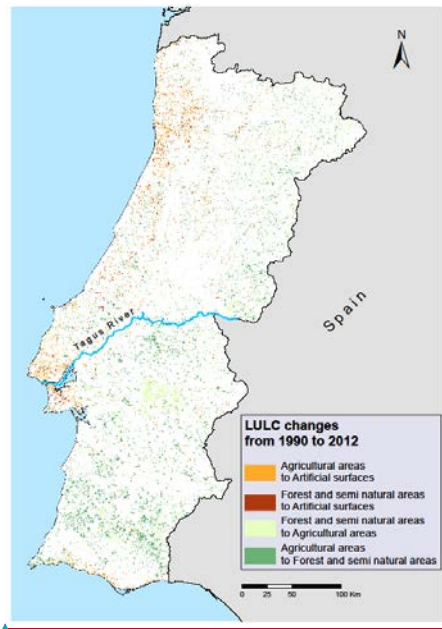 N
Tagus River
Spain
LULC changes
from 1990 to 2012
Agricultural areas
to Artificial surfaces
Forest and semi natural areas
to Artificial surfaces
Forest and semi natural areas
to Agricultural areas
Agricultural areas
to Forest and semi natural areas
0 25 50 100 Km